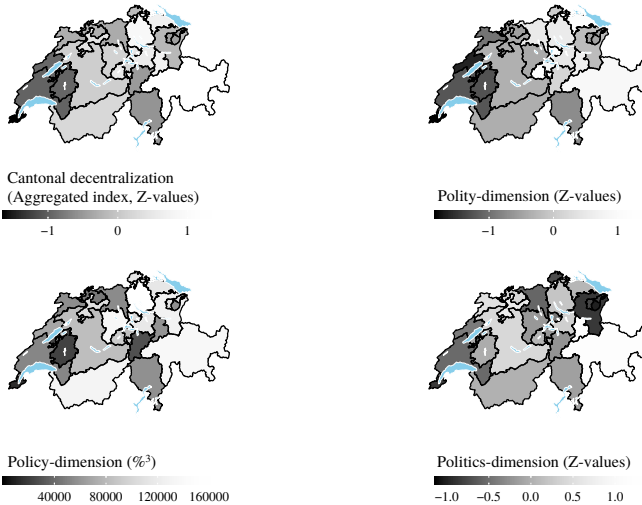 Cantonal decentralization
(Aggregated index, Z-values)
−1 0 1
Polity-dimension (Z-values)
−1 0 1
Policy-dimension (%³)
40000 80000 120000 160000
Politics-dimension (Z-values)
−1.0 −0.5 0.0 0.5 1.0